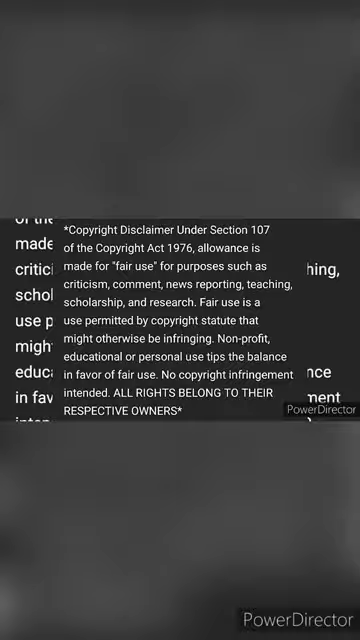 *Copyright Disclaimer Under Section 107
of the Copyright Act 1976, allowance is
made for "fair use" for purposes such as
criticism, comment, news reporting, teaching,
scholarship, and research. Fair use is a
use permitted by copyright statute that
might otherwise be infringing. Non-profit,
educational or personal use tips the balance
in favor of fair use. No copyright infringement
intended. ALL RIGHTS BELONG TO THEIR
RESPECTIVE OWNERS*
PowerDirector
PowerDirector